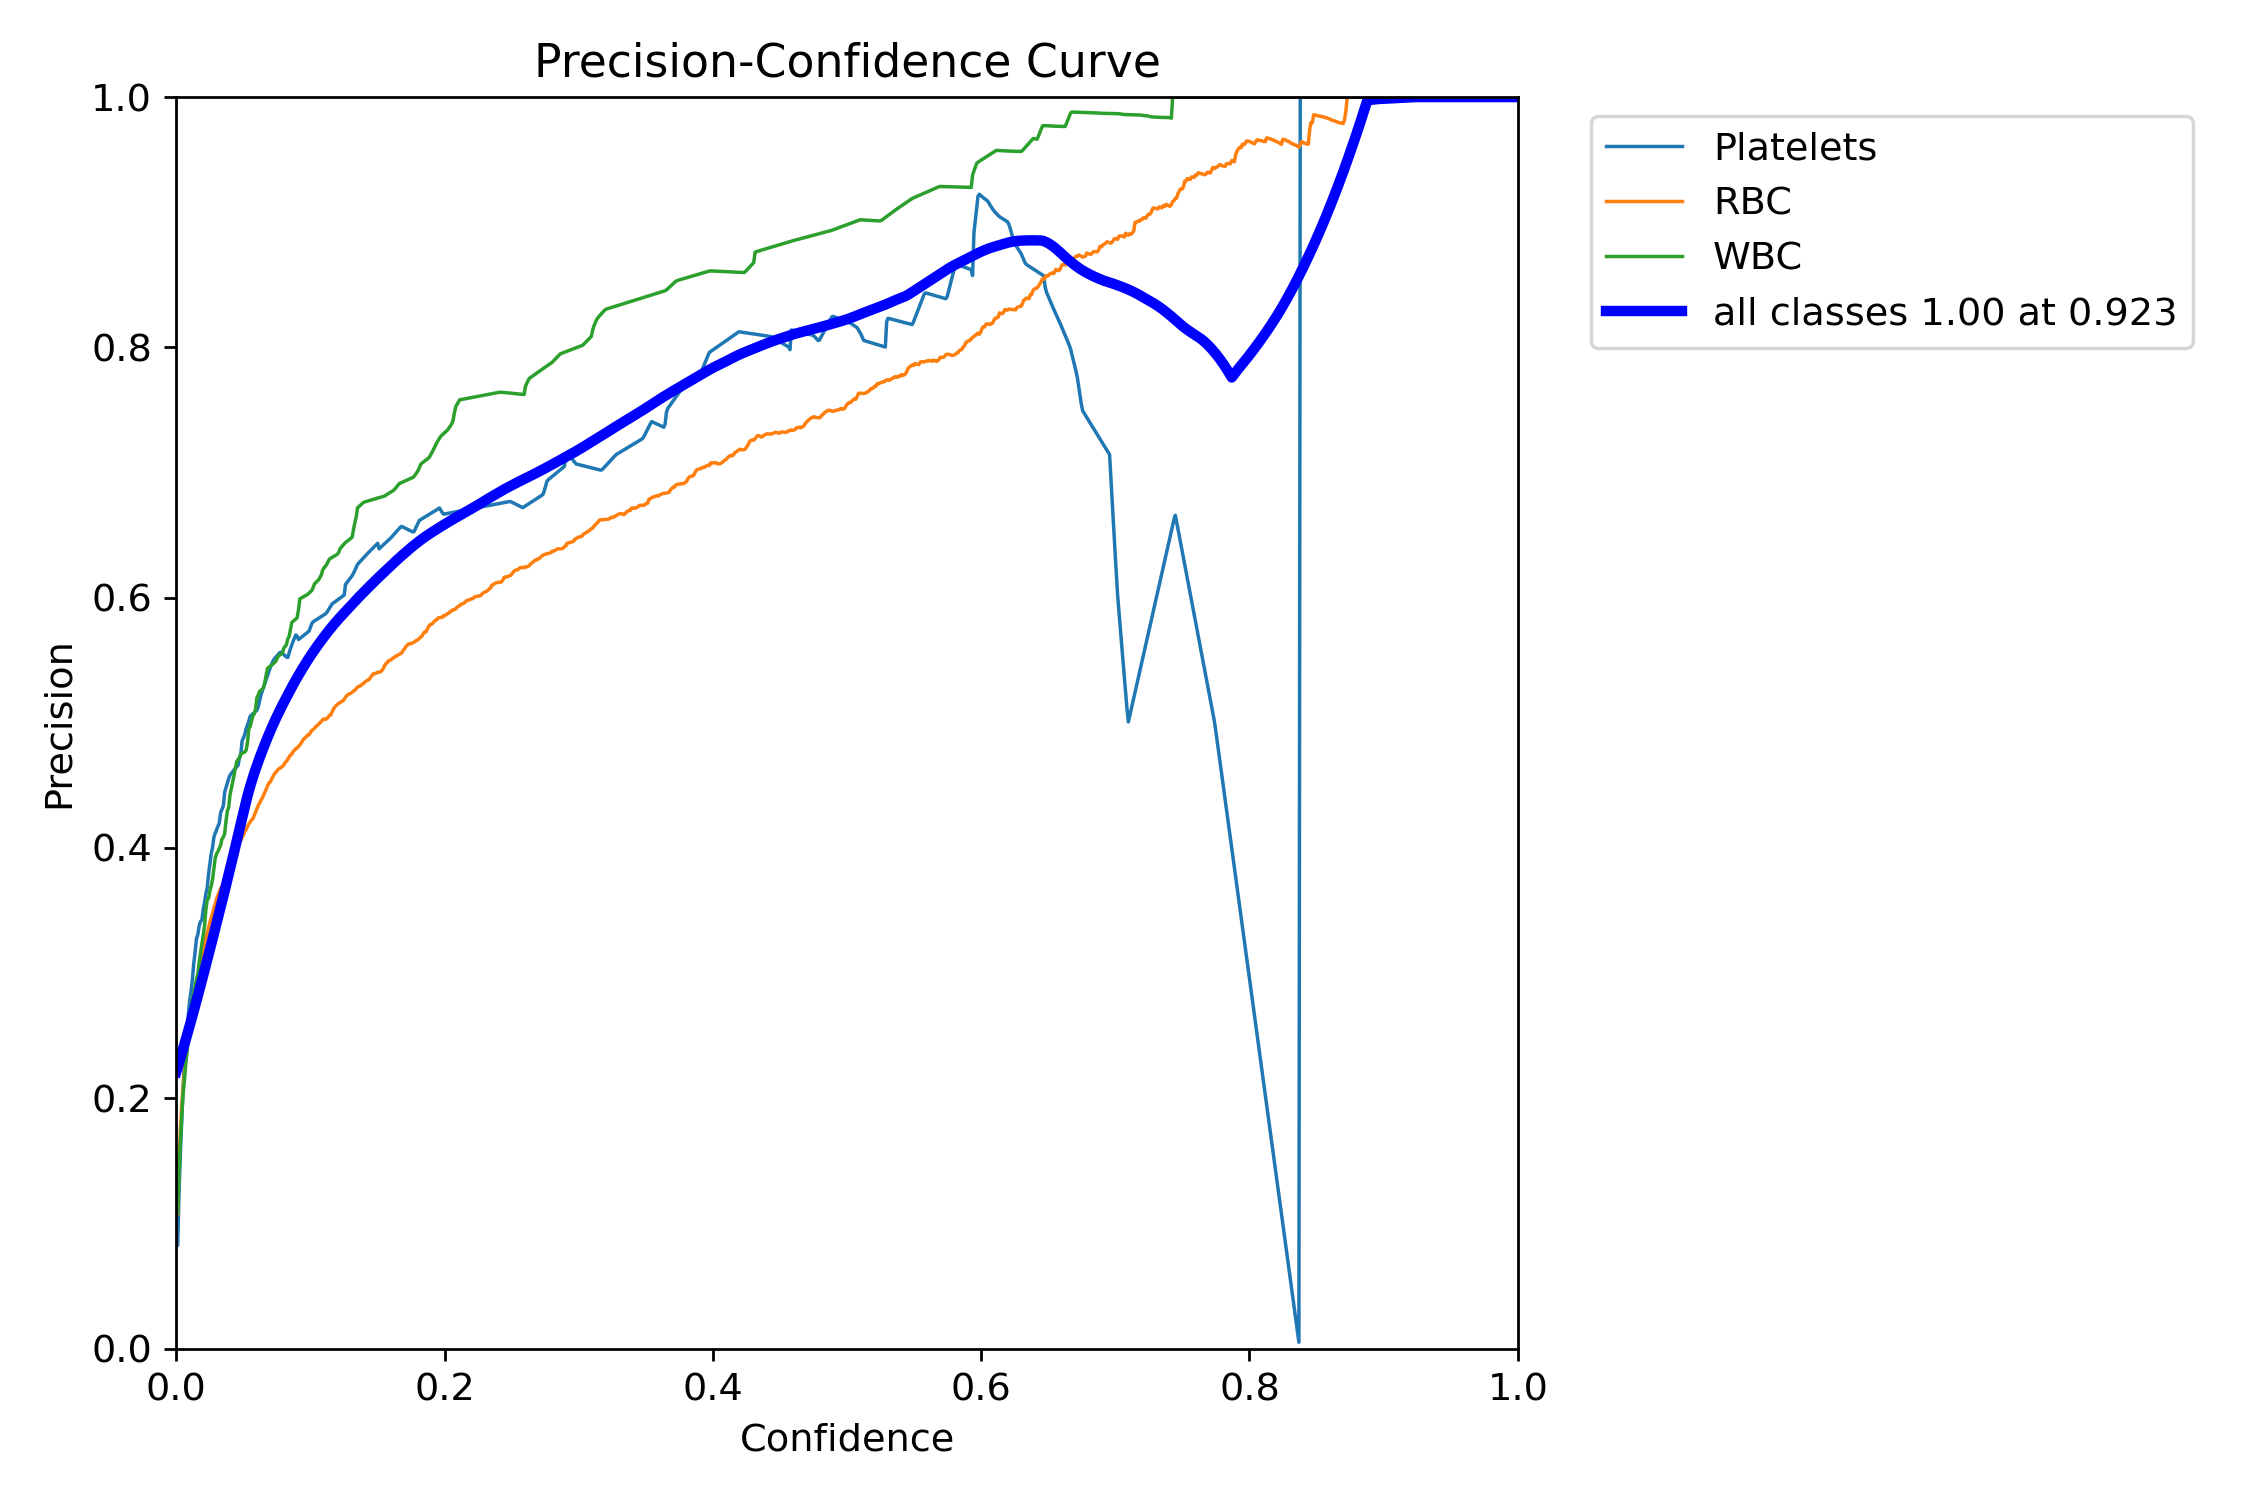 Precision-Confidence Curve
Platelets
RBC
WBC
all classes 1.00 at 0.923
Precision
1.0
0.8
0.6
0.4
0.2
0.0
0.0 0.2 0.4 0.6 0.8 1.0
Confidence